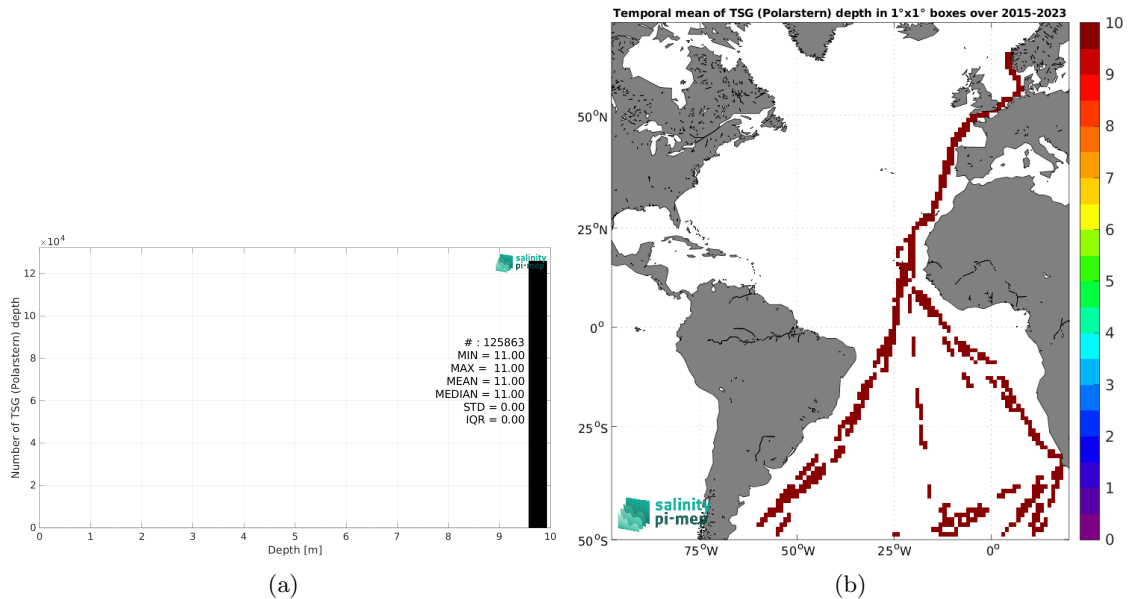 ×10⁴
12
10
8
6
4
2
0
Number of TSG (Polarstern) depth
salinity
pi-mep
# : 125863
MIN = 11.00
MAX = 11.00
MEAN = 11.00
MEDIAN = 11.00
STD = 0.00
IQR = 0.00
0 1 2 3 4 5 6 7 8 9 10
Depth [m]
(a)
Temporal mean of TSG (Polarstern) depth in 1°x1° boxes over 2015-2023
50°N
25°N
0°
25°S
50°S
75°W 50°W 25°W 0°
salinity
pi-mep
10
9
8
7
6
5
4
3
2
1
0
(b)